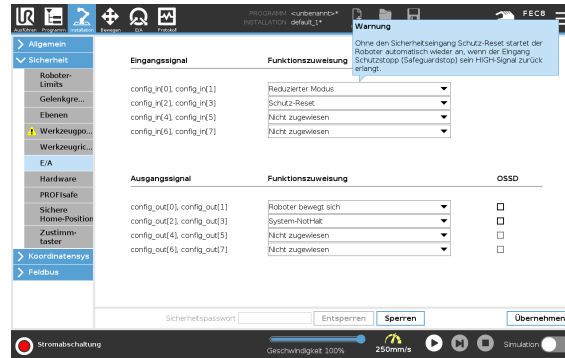 PROGRAMM <unbenannt>*
INSTALLATION default_1*
FECB
Ausführen Programm Installation Bewegen E/A Protokoll
Warnung
Ohne den Sicherheitseingang Schutz-Reset startet der
Roboter automatisch wieder an, wenn der Eingang
Schutzstopp (Safeguardstop) sein HIGH-Signal zurück
erlangt.
Allgemein
Sicherheit
Roboter-
Limits
Gelenkgre...
Ebenen
Werkzeugpo...
Werkzeugric...
E/A
Hardware
PROFIsafe
Sichere
Home-Position
Zustimm-
taster
Koordinatensys
Feldbus
Eingangssignal Funktionszuweisung
config_in[0], config_in[1] Reduzierter Modus
config_in[2], config_in[3] Schutz-Reset
config_in[4], config_in[5] Nicht zugewiesen
config_in[6], config_in[7] Nicht zugewiesen
Ausgangssignal Funktionszuweisung OSSD
config_out[0], config_out[1] Roboter bewegt sich
config_out[2], config_out[3] System-NotHalt
config_out[4], config_out[5] Nicht zugewiesen
config_out[6], config_out[7] Nicht zugewiesen
Sicherheitspasswort Entsperren Sperren Übernehmen
Stromabschaltung
Geschwindigkeit 100%
250mm/s
Simulation